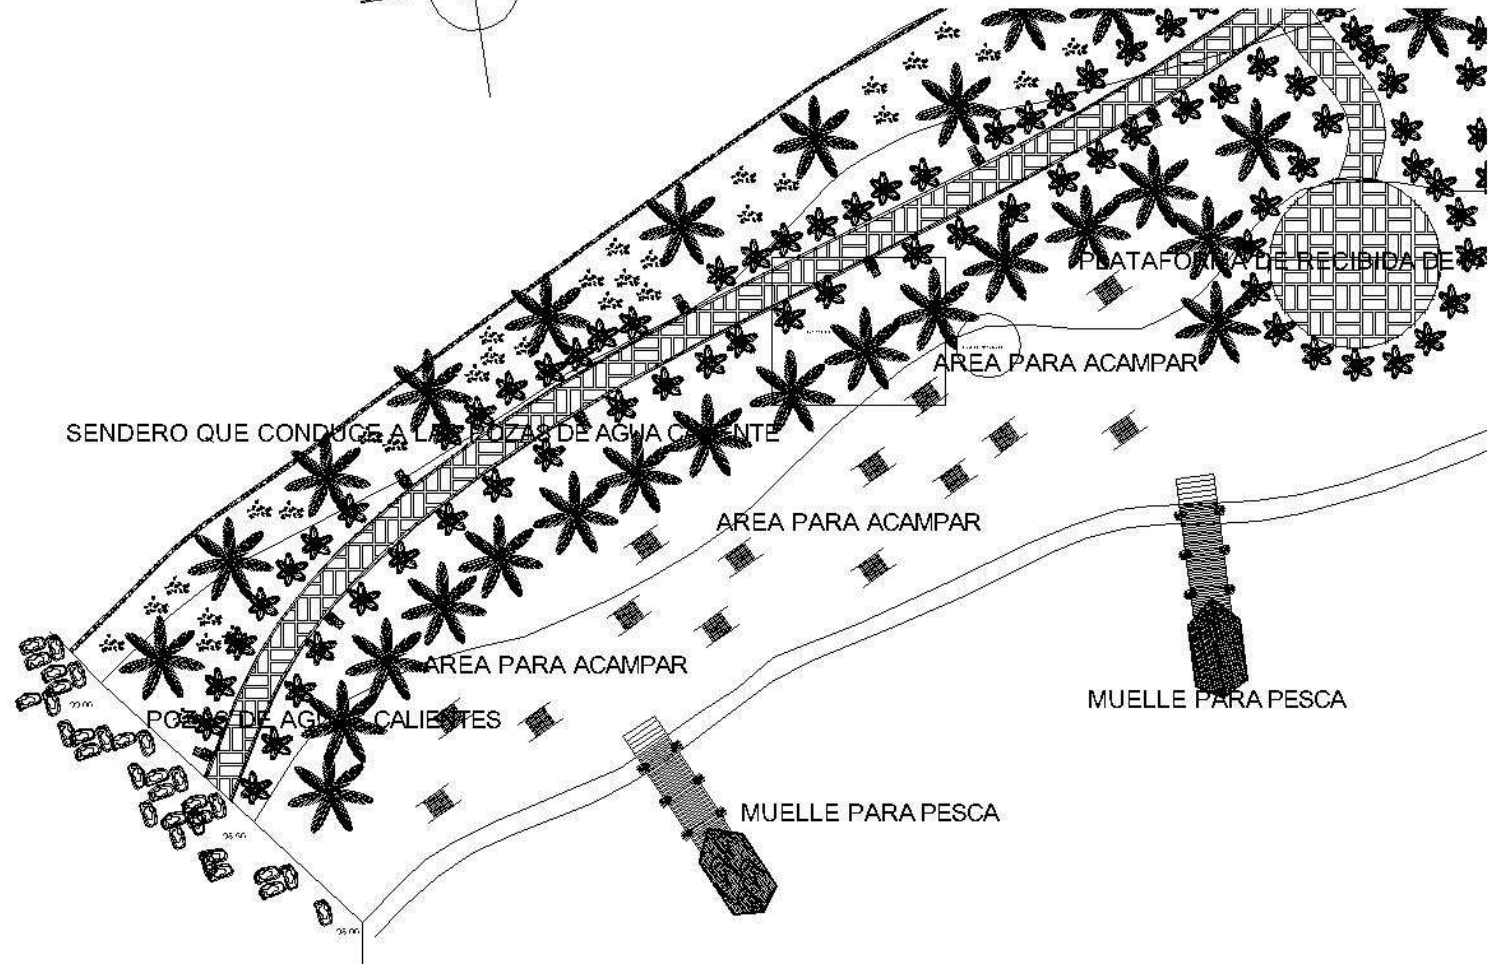 PLATAFORMA DE RECIBIDA DE
AREA PARA ACAMPAR
SENDERO QUE CONDUCE A LAS POZAS DE AGUA CALIENTE
AREA PARA ACAMPAR
AREA PARA ACAMPAR
MUELLE PARA PESCA
POZAS DE AGUAS CALIENTES
MUELLE PARA PESCA